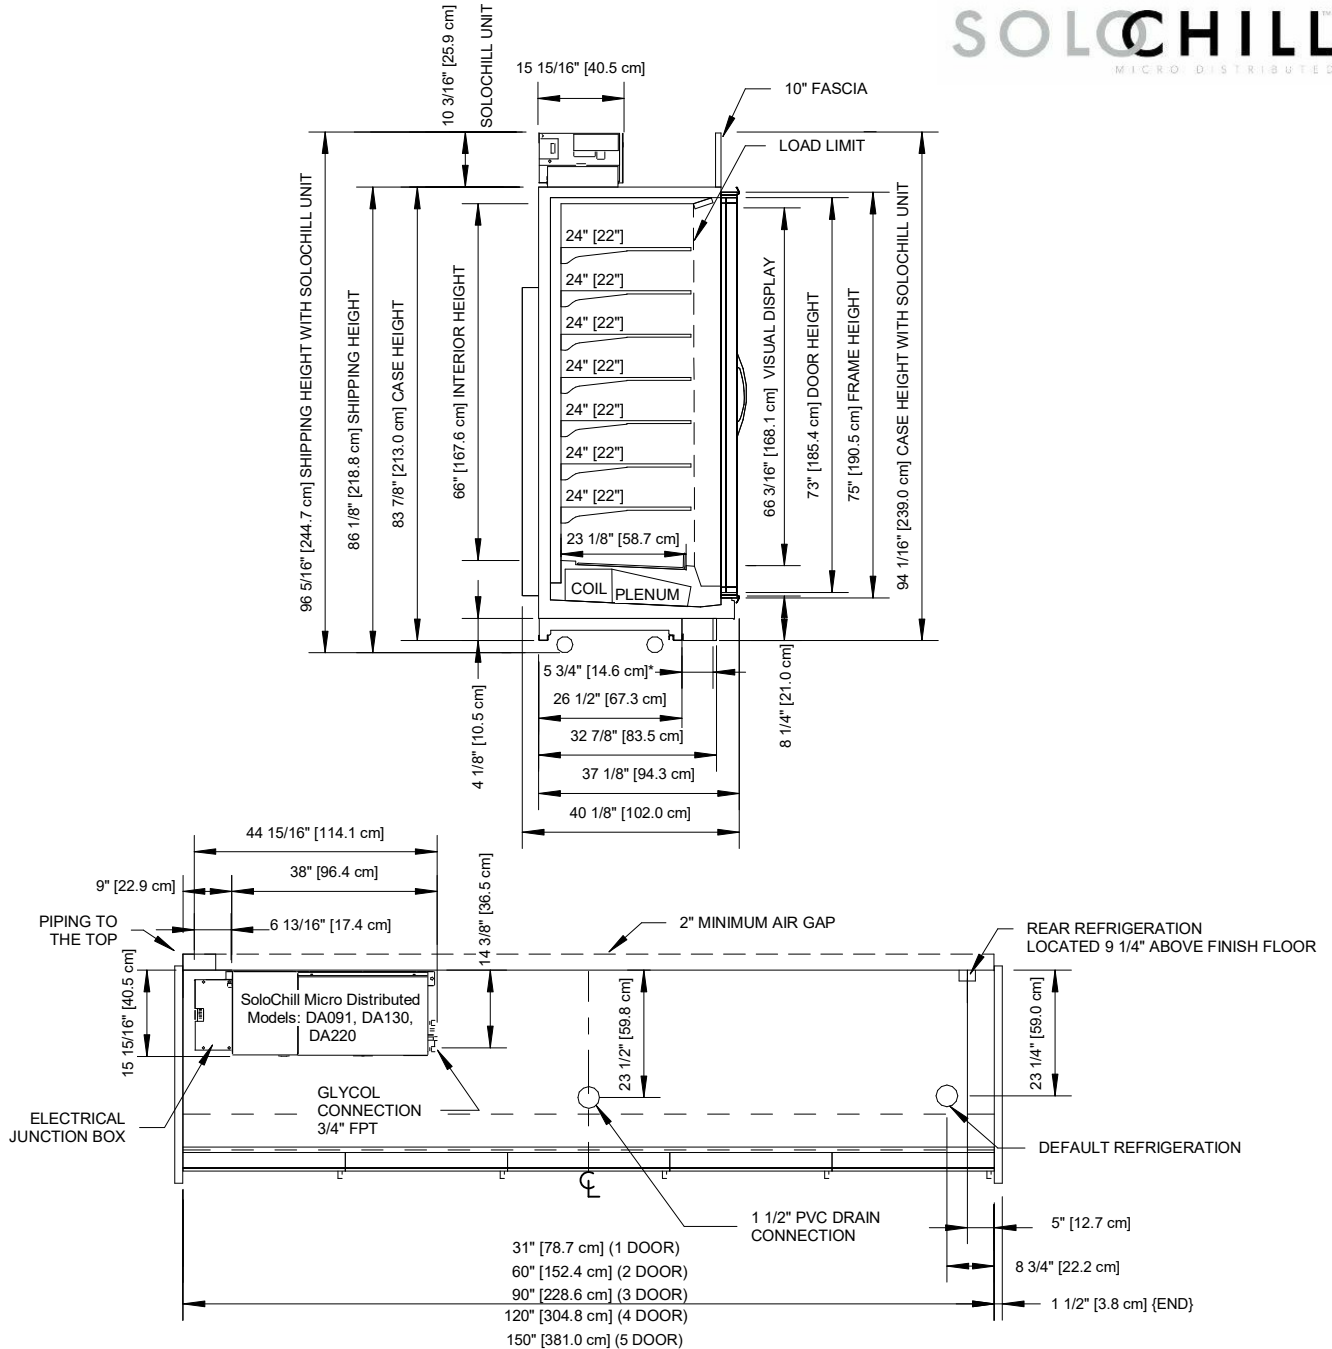 SOLOCHILL™
MICRO DISTRIBUTED
10 3/16" [25.9 cm]
SOLOCHILL UNIT
15 15/16" [40.5 cm]
10" FASCIA
LOAD LIMIT
96 5/16" [244.7 cm] SHIPPING HEIGHT WITH SOLOCHILL UNIT
86 1/8" [218.8 cm] SHIPPING HEIGHT
83 7/8" [213.0 cm] CASE HEIGHT
66" [167.6 cm] INTERIOR HEIGHT
24" [22"]
24" [22"]
24" [22"]
24" [22"]
24" [22"]
24" [22"]
24" [22"]
23 1/8" [58.7 cm]
COIL
PLENUM
66 3/16" [168.1 cm] VISUAL DISPLAY
73" [185.4 cm] DOOR HEIGHT
75" [190.5 cm] FRAME HEIGHT
94 1/16" [239.0 cm] CASE HEIGHT WITH SOLOCHILL UNIT
4 1/8" [10.5 cm]
8 1/4" [21.0 cm]
5 3/4" [14.6 cm]*
26 1/2" [67.3 cm]
32 7/8" [83.5 cm]
37 1/8" [94.3 cm]
40 1/8" [102.0 cm]
44 15/16" [114.1 cm]
9" [22.9 cm]
38" [96.4 cm]
6 13/16" [17.4 cm]
14 3/8" [36.5 cm]
PIPING TO
THE TOP
2" MINIMUM AIR GAP
REAR REFRIGERATION
LOCATED 9 1/4" ABOVE FINISH FLOOR
15 15/16" [40.5 cm]
SoloChill Micro Distributed
Models: DA091, DA130,
DA220
23 1/2" [59.8 cm]
23 1/4" [59.0 cm]
GLYCOL
CONNECTION
3/4" FPT
ELECTRICAL
JUNCTION BOX
DEFAULT REFRIGERATION
CL
1 1/2" PVC DRAIN
CONNECTION
5" [12.7 cm]
8 3/4" [22.2 cm]
1 1/2" [3.8 cm] {END}
31" [78.7 cm] (1 DOOR)
60" [152.4 cm] (2 DOOR)
90" [228.6 cm] (3 DOOR)
120" [304.8 cm] (4 DOOR)
150" [381.0 cm] (5 DOOR)